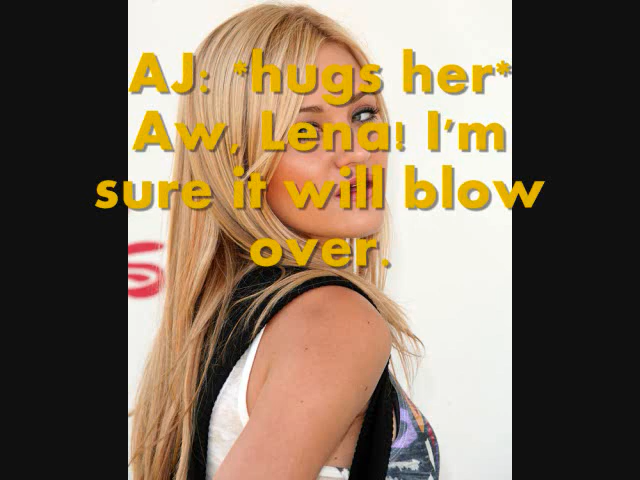 AJ: *hugs her*
Aw, Lena! I'm
sure it will blow
over.